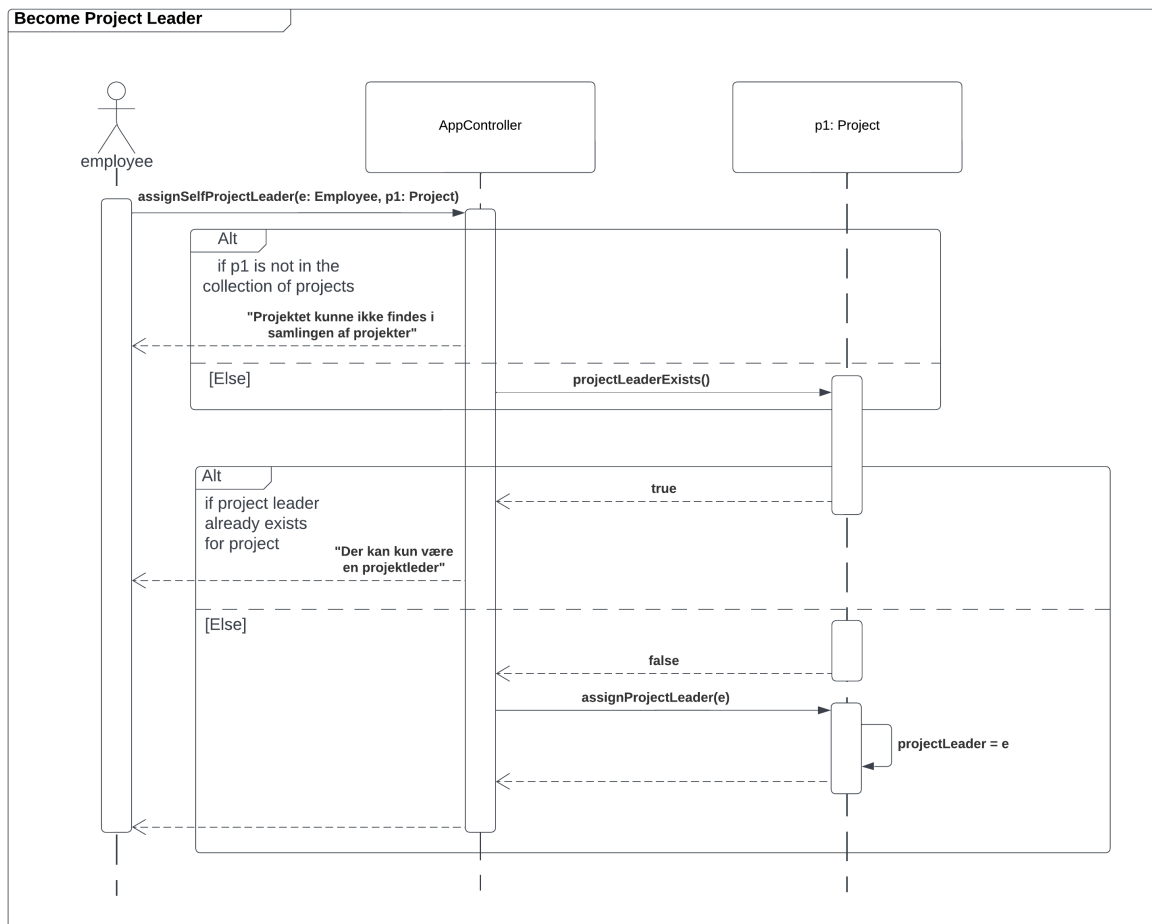 Become Project Leader
employee
AppController
p1: Project
assignSelfProjectLeader(e: Employee, p1: Project)
Alt
if p1 is not in the
collection of projects
"Projektet kunne ikke findes i
samlingen af projekter"
[Else]
projectLeaderExists()
Alt
true
if project leader
already exists
for project
"Der kan kun være
en projektleder"
[Else]
false
assignProjectLeader(e)
projectLeader = e